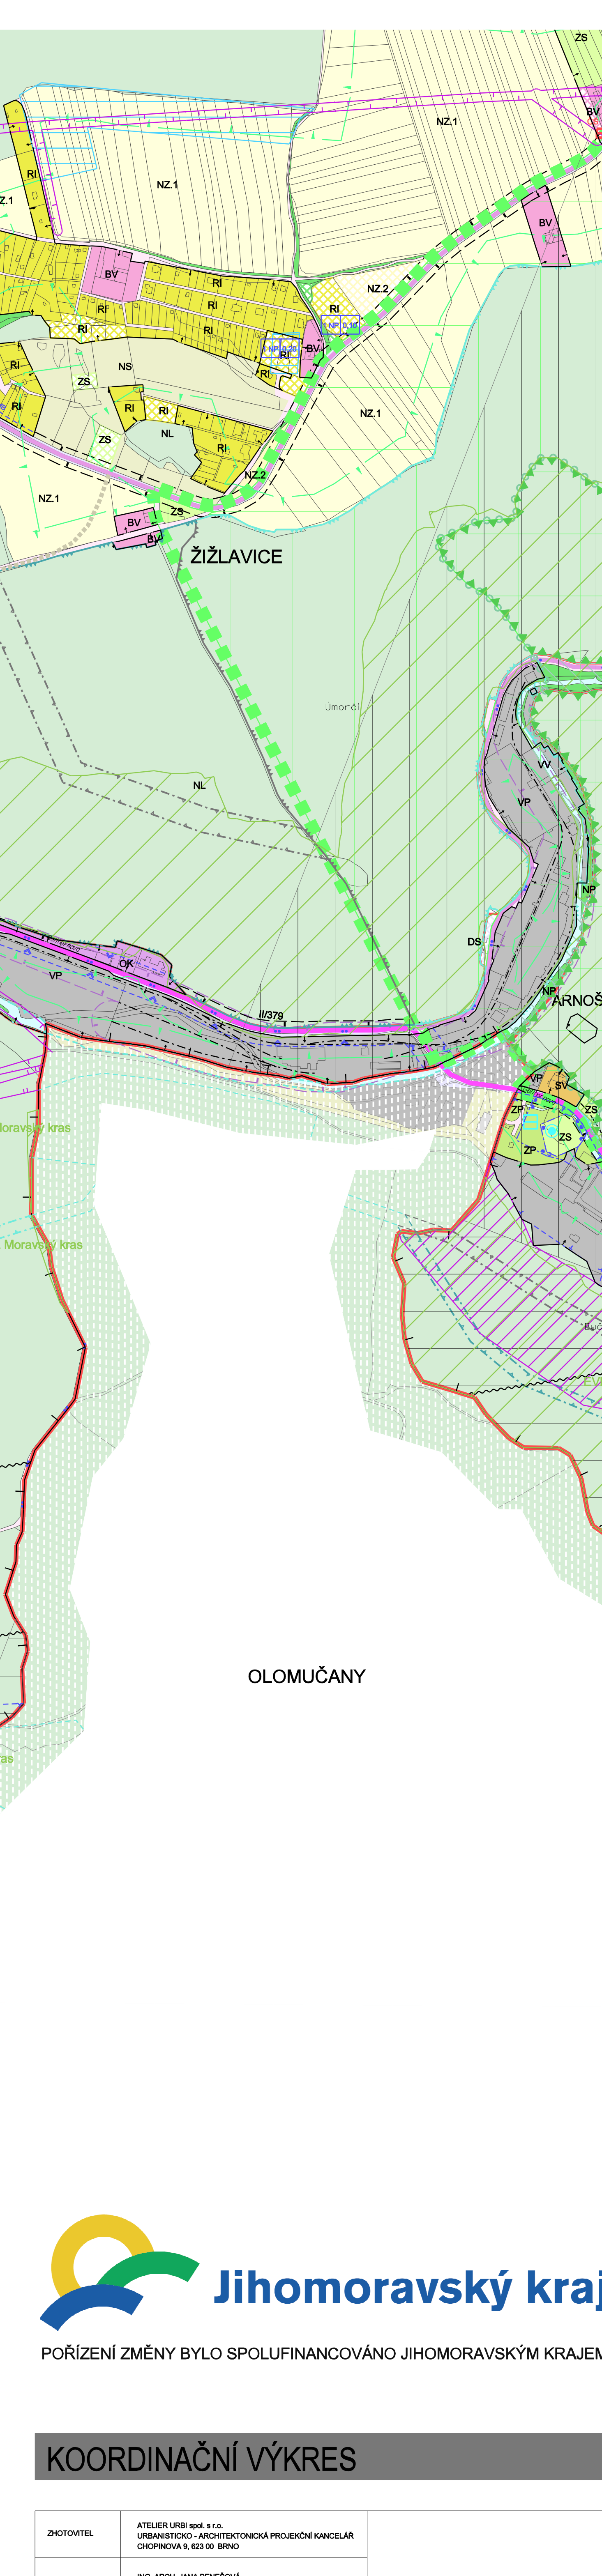 ZS
BV
NZ.1
NZ.1
RI
Z.1
BV
BV
RI
NZ.2
RI
RI
RI
RI
NP 0,10
RI
RI
NP 0,20
BV
RI
RI
NS
RI
ZS
RI
RI
RI
NZ.1
NL
ZS
RI
NZ.2
NZ.1
ZS
BV
BV
ŽIŽLAVICE
Úmorčí
VV
NL
VP
NP
DS
OK
VP
NP
ARNOŠ
II/379
VP
SV
ZP
ZS
ZS
ZP
Moravský kras
Moravský kras
OLOMUČANY
as
Jihomoravský kraj
POŘÍZENÍ ZMĚNY BYLO SPOLUFINANCOVÁNO JIHOMORAVSKÝM KRAJEM
KOORDINAČNÍ VÝKRES
ZHOTOVITEL
ATELIER URBI spol. s r.o.
URBANISTICKO - ARCHITEKTONICKÁ PROJEKČNÍ KANCELÁŘ
CHOPINOVA 9, 623 00 BRNO